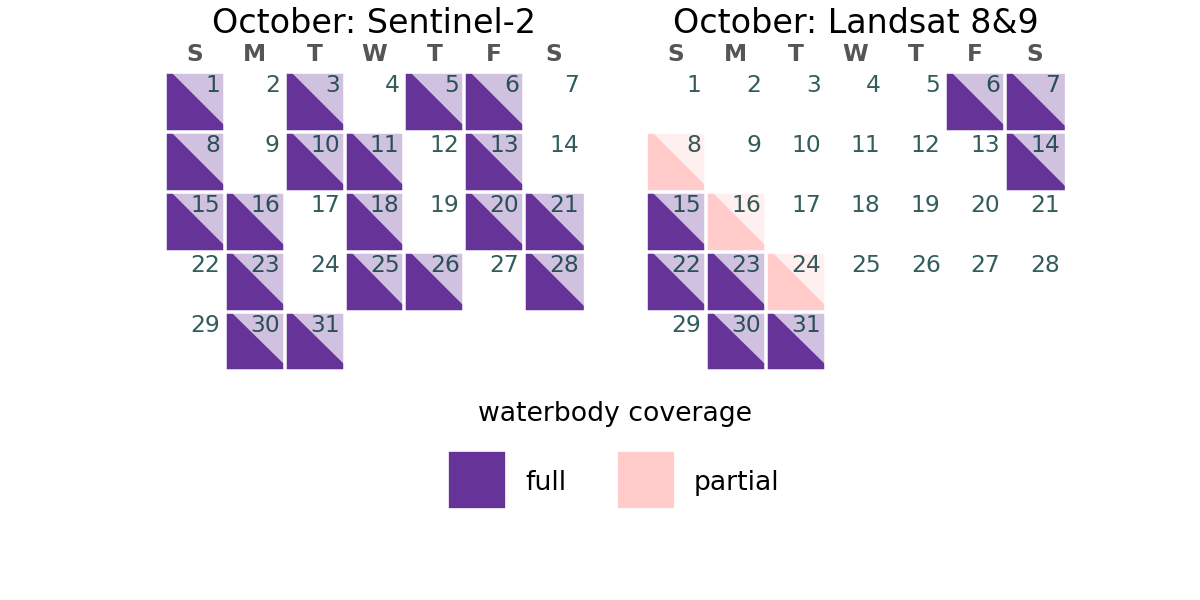 October: Sentinel-2
S M T W T F S
1 2 3 4 5 6 7
8 9 10 11 12 13 14
15 16 17 18 19 20 21
22 23 24 25 26 27 28
29 30 31
October: Landsat 8&9
S M T W T F S
1 2 3 4 5 6 7
8 9 10 11 12 13 14
15 16 17 18 19 20 21
22 23 24 25 26 27 28
29 30 31
waterbody coverage
full
partial